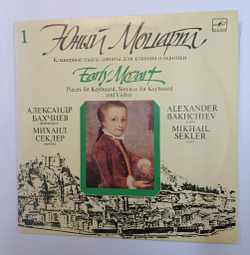 1
Юный Моцарт
Клавирные пьесы, сонаты для клавира и скрипки
Early Mozart
Pieces for Keyboard, Sonatas for Keyboard
and Violin
АЛЕКСАНДР
БАХЧИЕВ
МИХАИЛ
СЕКЛЕР
ALEXANDER
BAKHCHIEV
MIKHAIL
SEKLER